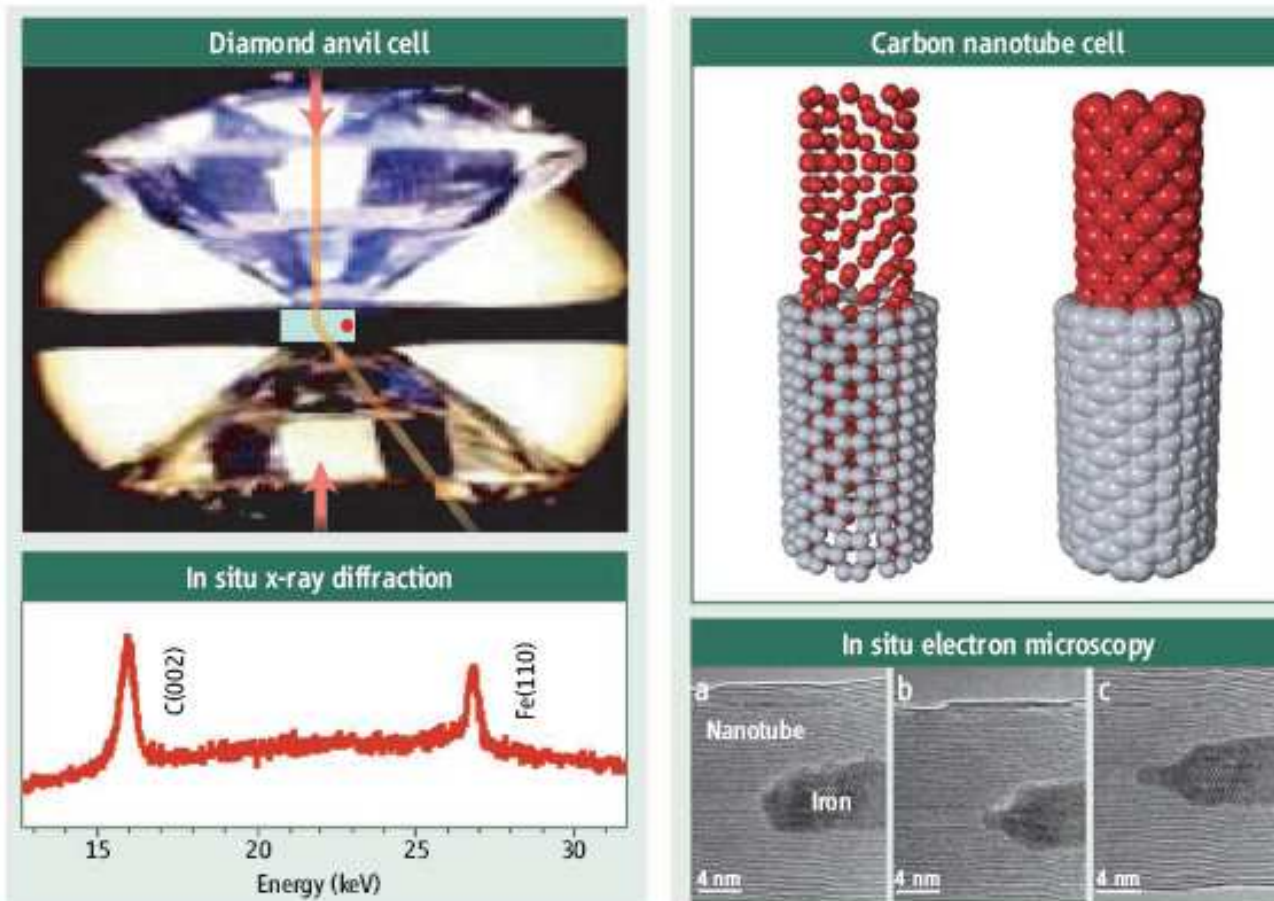 Diamond anvil cell
In situ x-ray diffraction
C(002)
Fe(110)
15 20 25 30
Energy (keV)
Carbon nanotube cell
In situ electron microscopy
a b c
Nanotube
Iron
4 nm 4 nm 4 nm